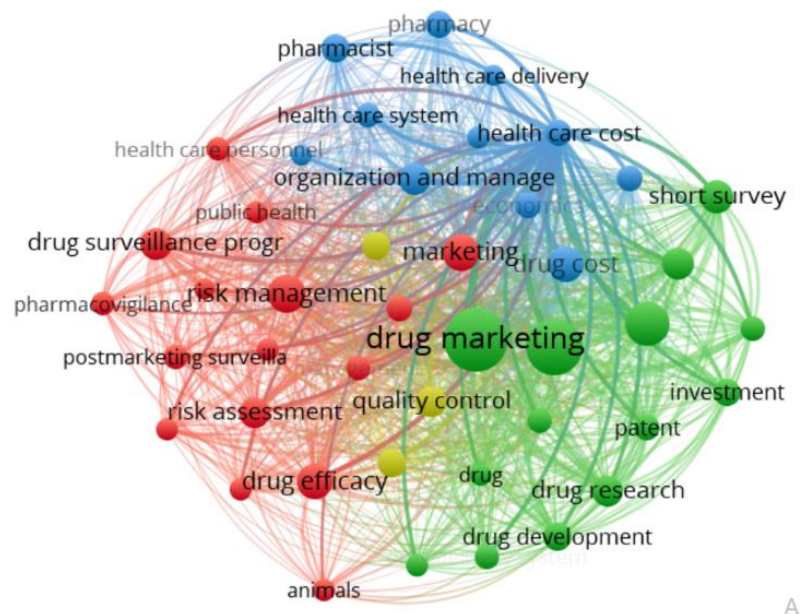 pharmacy
pharmacist
health care delivery
health care system
health care cost
health care personnel
organization and manage
short survey
economics
public health
drug surveillance progr
marketing
drug cost
risk management
pharmacovigilance
drug marketing
postmarketing surveilla
investment
quality control
risk assessment
patent
drug
drug efficacy
drug research
drug development
animals
A